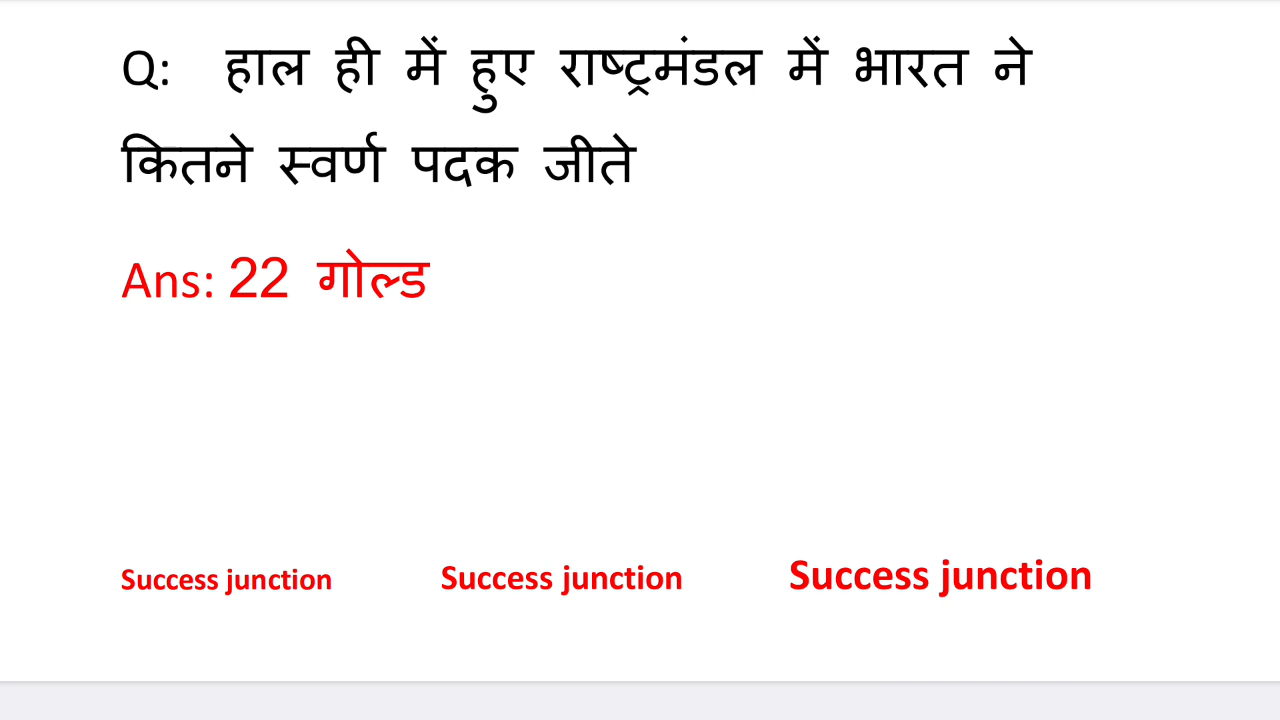 Q: हाल ही में हुए राष्ट्रमंडल में भारत ने
कितने स्वर्ण पदक जीते
Ans: 22 गोल्ड
Success junction Success junction Success junction